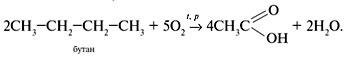 2CH₃–CH₂–CH₂–CH₃ + 5O₂ →(t, p) 4CH₃C(=O)OH + 2H₂O.
бутан